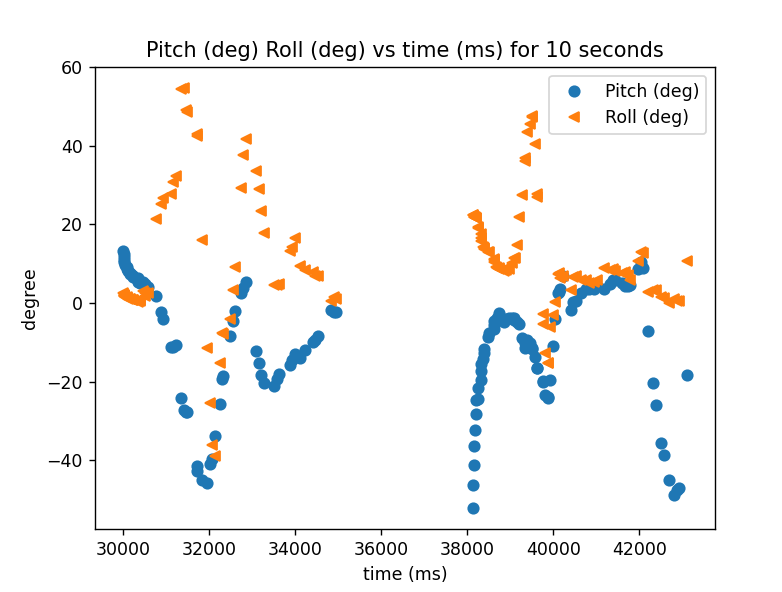 Pitch (deg) Roll (deg) vs time (ms) for 10 seconds
60
40
20
0
−20
−40
degree
Pitch (deg)
Roll (deg)
30000 32000 34000 36000 38000 40000 42000
time (ms)